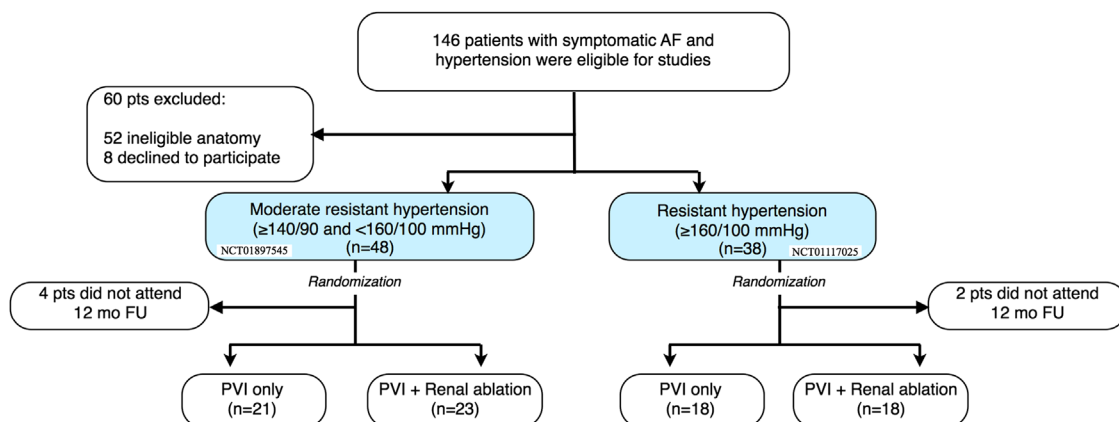 146 patients with symptomatic AF and
hypertension were eligible for studies
60 pts excluded:
52 ineligible anatomy
8 declined to participate
Moderate resistant hypertension
(≥140/90 and <160/100 mmHg)
(n=48)
NCT01897545
Resistant hypertension
(≥160/100 mmHg)
(n=38)
NCT01117025
Randomization
Randomization
4 pts did not attend
12 mo FU
2 pts did not attend
12 mo FU
PVI only
(n=21)
PVI + Renal ablation
(n=23)
PVI only
(n=18)
PVI + Renal ablation
(n=18)